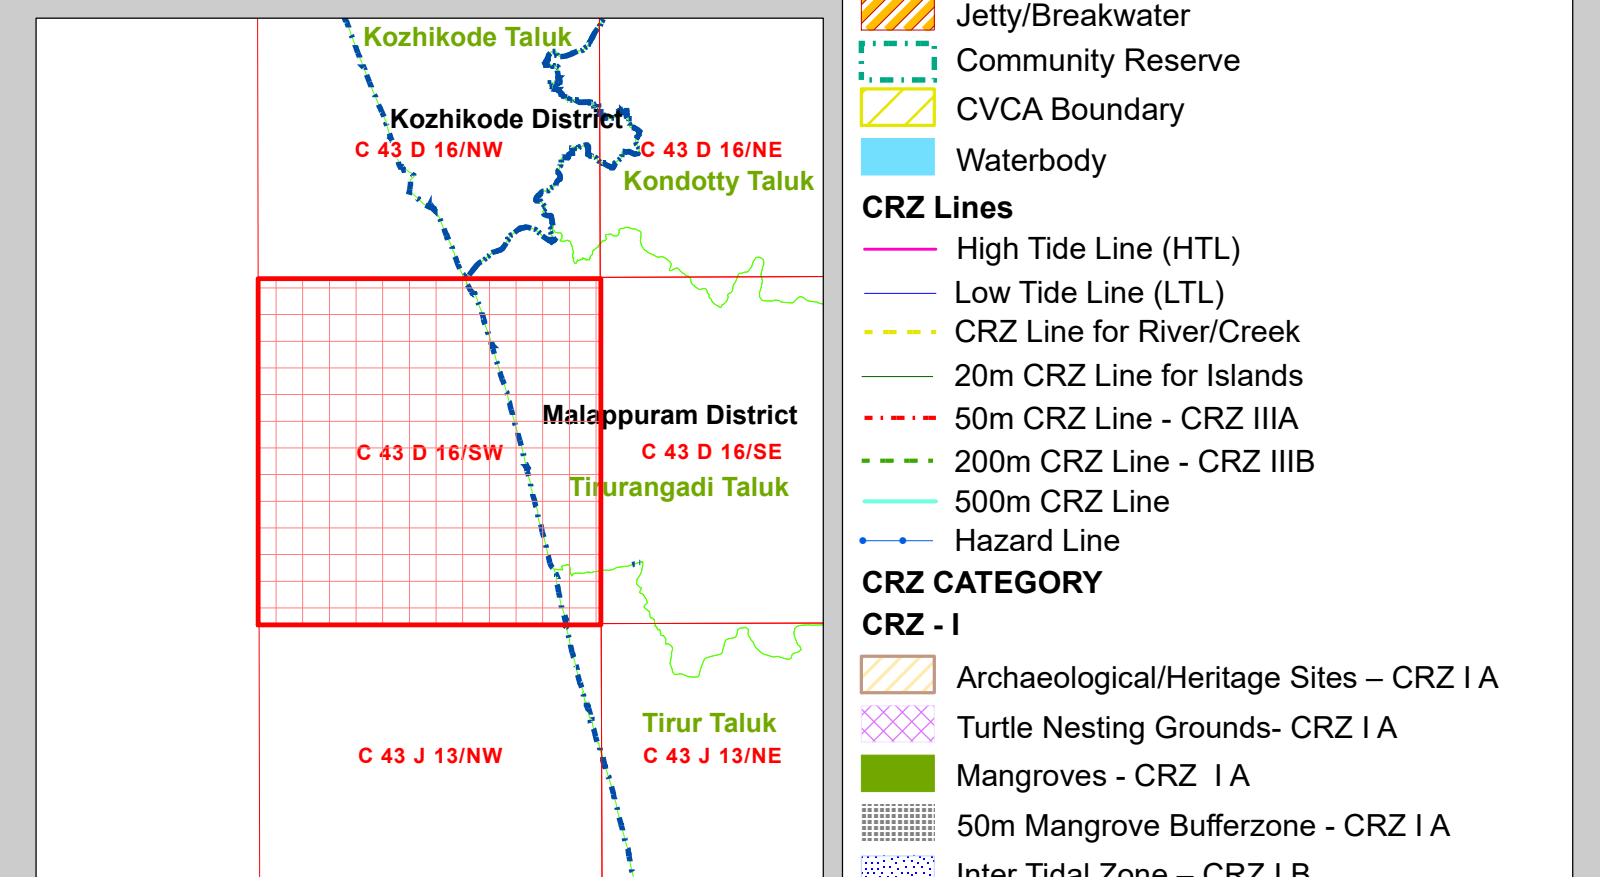 Kozhikode Taluk
Kozhikode District
C 43 D 16/NW
C 43 D 16/NE
Kondotty Taluk
Malappuram District
C 43 D 16/SW
C 43 D 16/SE
Tirurangadi Taluk
Tirur Taluk
C 43 J 13/NW
C 43 J 13/NE
Jetty/Breakwater
Community Reserve
CVCA Boundary
Waterbody
CRZ Lines
High Tide Line (HTL)
Low Tide Line (LTL)
CRZ Line for River/Creek
20m CRZ Line for Islands
50m CRZ Line - CRZ IIIA
200m CRZ Line - CRZ IIIB
500m CRZ Line
Hazard Line
CRZ CATEGORY
CRZ - I
Archaeological/Heritage Sites – CRZ I A
Turtle Nesting Grounds- CRZ I A
Mangroves - CRZ I A
50m Mangrove Bufferzone - CRZ I A
Inter Tidal Zone – CRZ I B